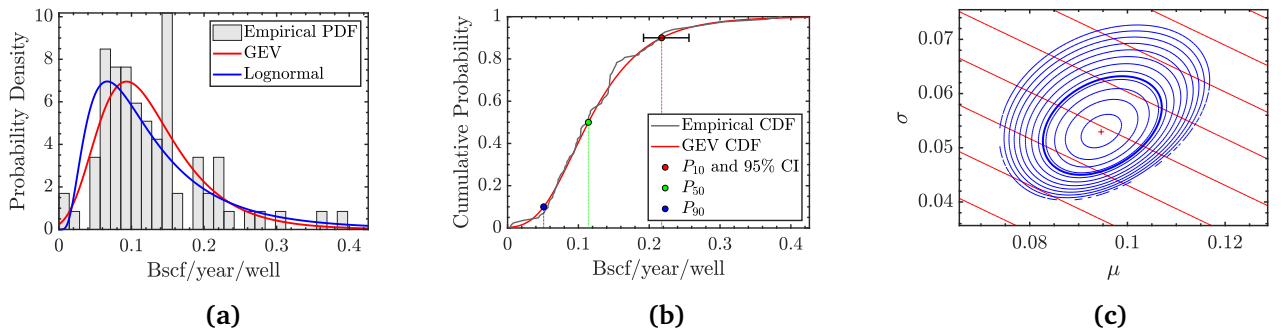 (a)
Probability Density
10
8
6
4
2
0
Empirical PDF
GEV
Lognormal
0 0.1 0.2 0.3 0.4
Bscf/year/well
(a)
(b)
Cumulative Probability
1
0.8
0.6
0.4
0.2
0
Empirical CDF
GEV CDF
P10 and 95% CI
P50
P90
0 0.1 0.2 0.3 0.4
Bscf/year/well
(b)
(c)
σ
0.07
0.06
0.05
0.04
0.08 0.1 0.12
μ
(c)